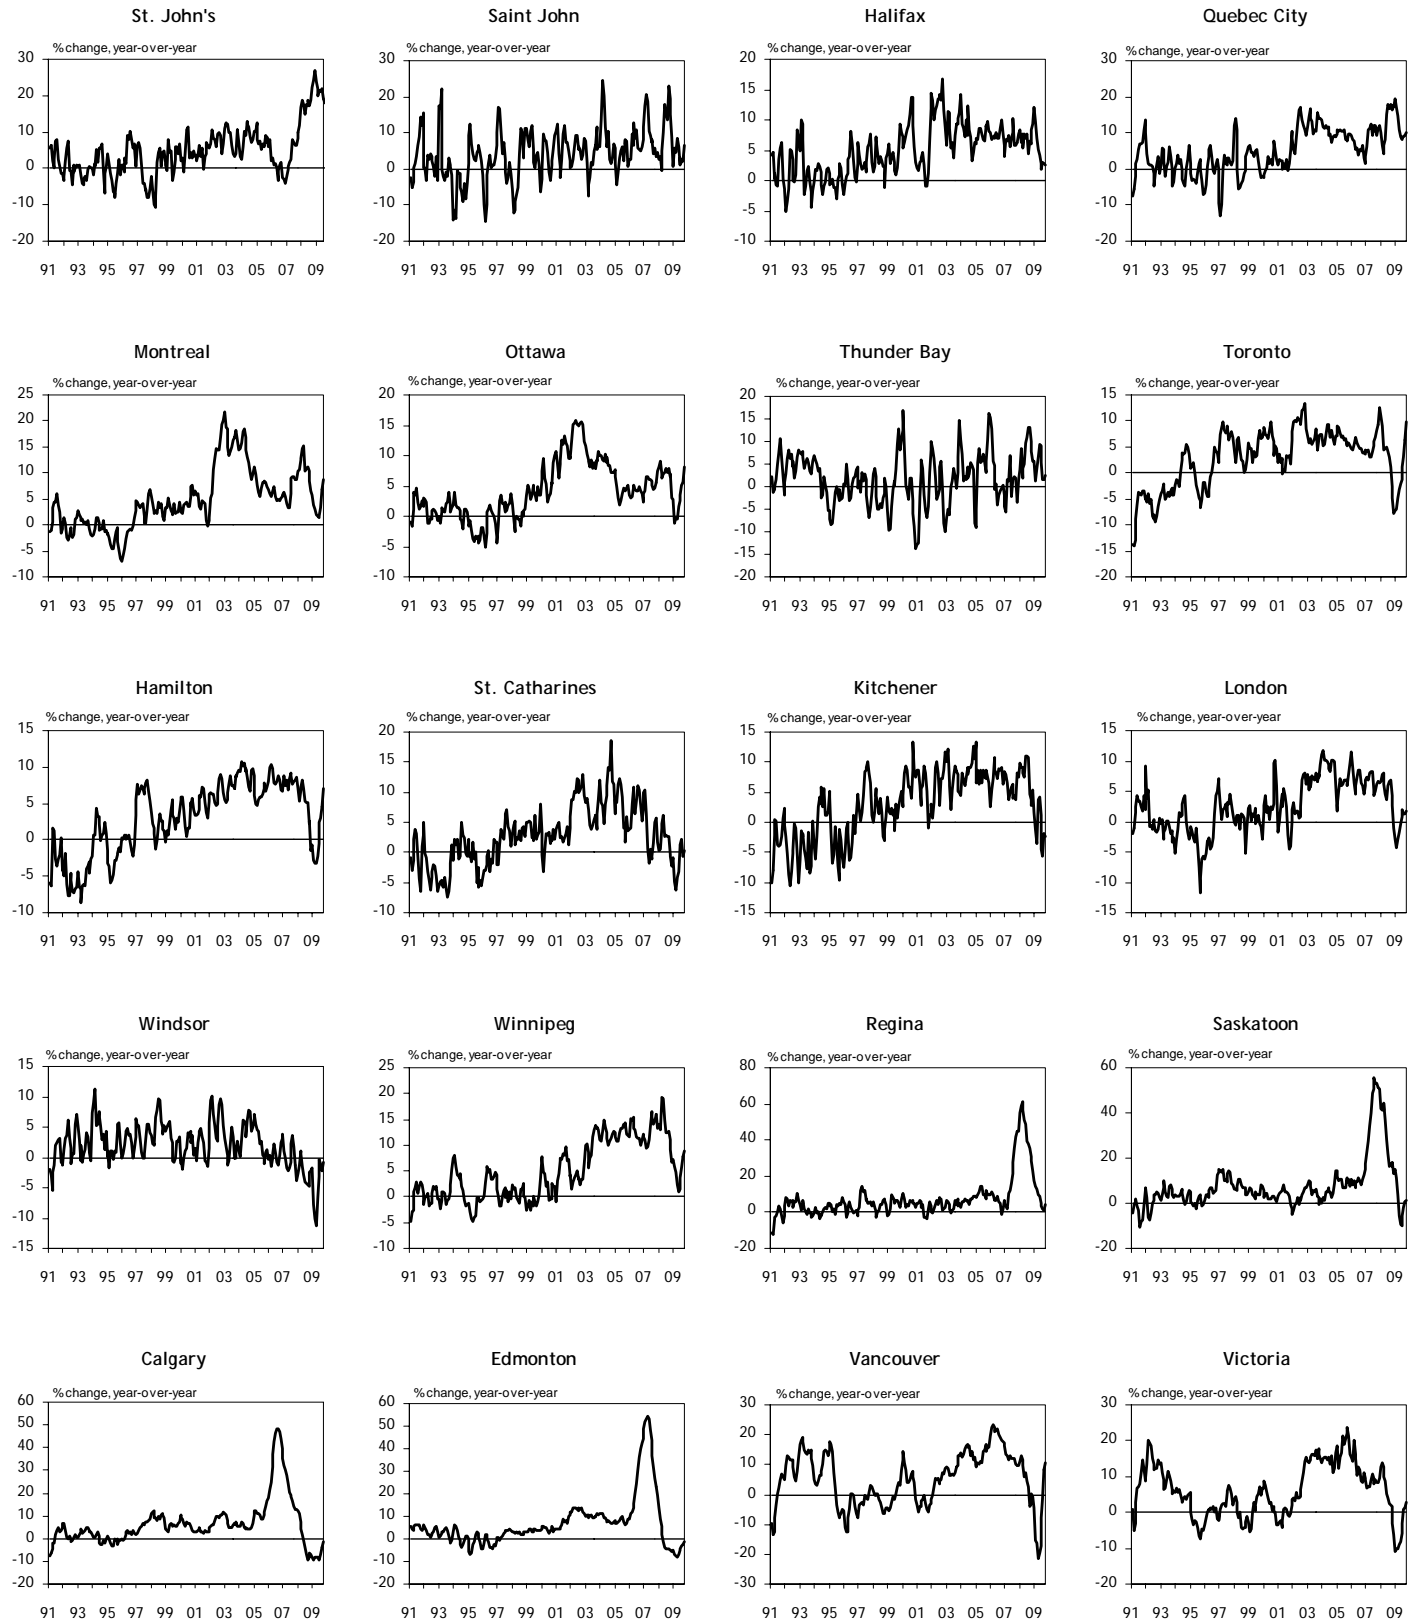 St. John's
% change, year-over-year
30
20
10
0
-10
-20
91 93 95 97 99 01 03 05 07 09
Saint John
% change, year-over-year
30
20
10
0
-10
-20
91 93 95 97 99 01 03 05 07 09
Halifax
% change, year-over-year
20
15
10
5
0
-5
-10
91 93 95 97 99 01 03 05 07 09
Quebec City
% change, year-over-year
30
20
10
0
-10
-20
91 93 95 97 99 01 03 05 07 09
Montreal
% change, year-over-year
25
20
15
10
5
0
-5
-10
91 93 95 97 99 01 03 05 07 09
Ottawa
% change, year-over-year
20
15
10
5
0
-5
-10
91 93 95 97 99 01 03 05 07 09
Thunder Bay
% change, year-over-year
20
15
10
5
0
-5
-10
-15
-20
91 93 95 97 99 01 03 05 07 09
Toronto
% change, year-over-year
15
10
5
0
-5
-10
-15
-20
91 93 95 97 99 01 03 05 07 09
Hamilton
% change, year-over-year
15
10
5
0
-5
-10
91 93 95 97 99 01 03 05 07 09
St. Catharines
% change, year-over-year
20
15
10
5
0
-5
-10
91 93 95 97 99 01 03 05 07 09
Kitchener
% change, year-over-year
15
10
5
0
-5
-10
-15
91 93 95 97 99 01 03 05 07 09
London
% change, year-over-year
15
10
5
0
-5
-10
-15
91 93 95 97 99 01 03 05 07 09
Windsor
% change, year-over-year
15
10
5
0
-5
-10
-15
91 93 95 97 99 01 03 05 07 09
Winnipeg
% change, year-over-year
25
20
15
10
5
0
-5
-10
91 93 95 97 99 01 03 05 07 09
Regina
% change, year-over-year
80
60
40
20
0
-20
91 93 95 97 99 01 03 05 07 09
Saskatoon
% change, year-over-year
60
40
20
0
-20
91 93 95 97 99 01 03 05 07 09
Calgary
% change, year-over-year
60
50
40
30
20
10
0
-10
-20
91 93 95 97 99 01 03 05 07 09
Edmonton
% change, year-over-year
60
50
40
30
20
10
0
-10
-20
91 93 95 97 99 01 03 05 07 09
Vancouver
% change, year-over-year
30
20
10
0
-10
-20
-30
91 93 95 97 99 01 03 05 07 09
Victoria
% change, year-over-year
30
20
10
0
-10
-20
91 93 95 97 99 01 03 05 07 09